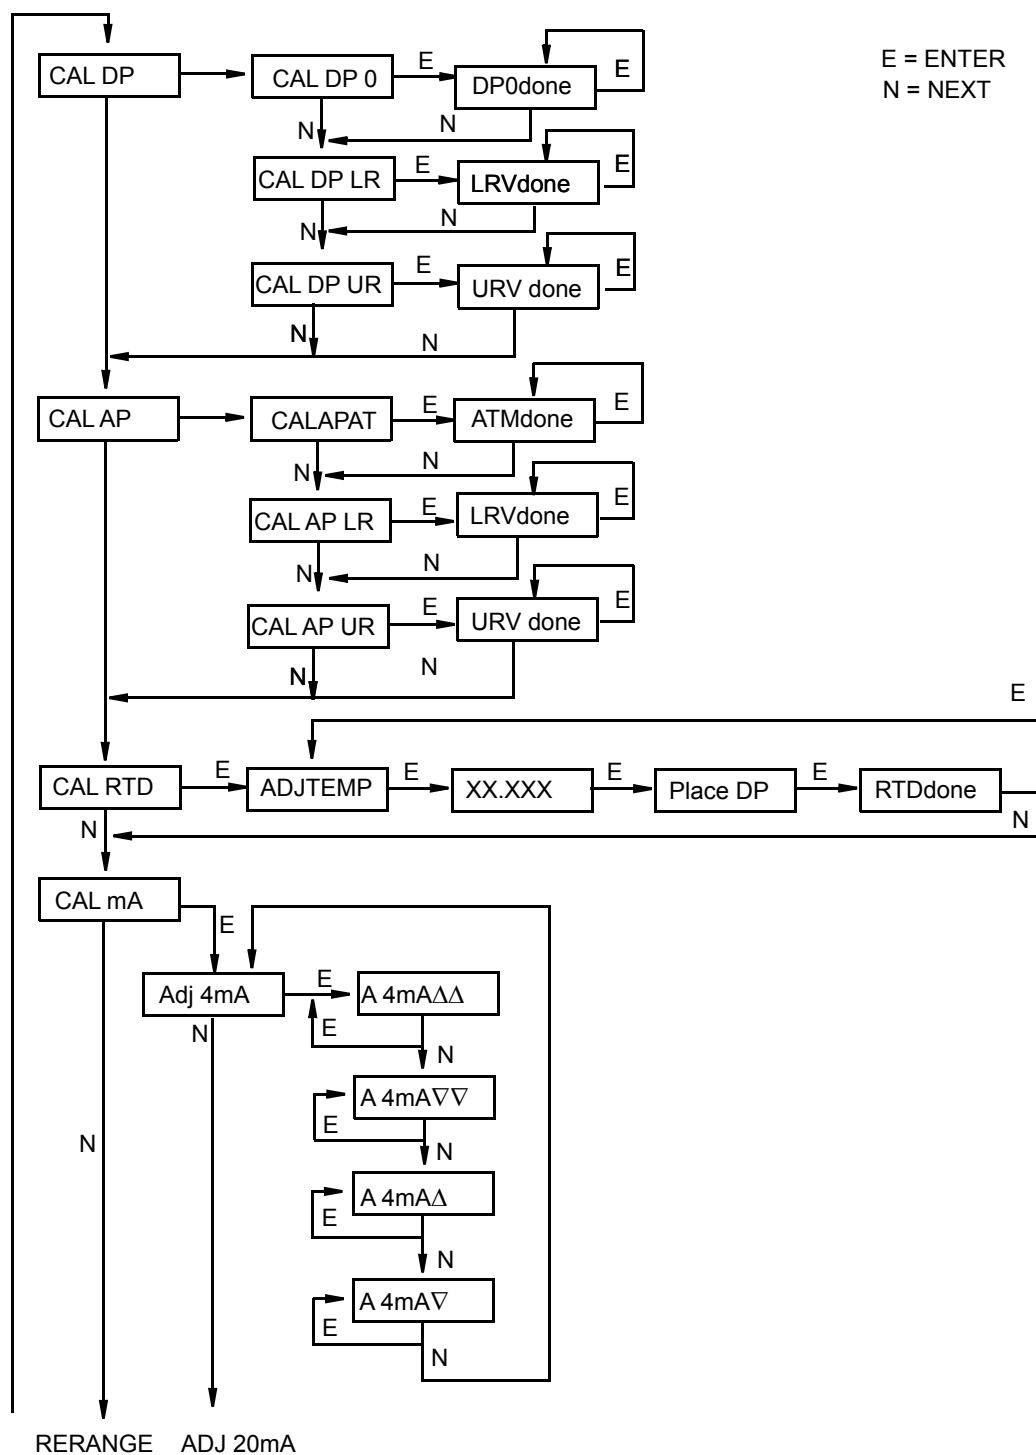 E = ENTER
N = NEXT
CAL DP
CAL DP 0
E
DP0done
E
N
N
CAL DP LR
E
LRVdone
E
N
N
CAL DP UR
E
URV done
E
N
N
CAL AP
CALAPAT
E
ATMdone
E
N
N
CAL AP LR
E
LRVdone
E
N
N
CAL AP UR
E
URV done
E
N
N
E
CAL RTD
E
ADJTEMP
E
XX.XXX
E
Place DP
E
RTDdone
N
N
CAL mA
E
Adj 4mA
E
A 4mA∆∆
N
E
N
A 4mA∇∇
N
E
N
A 4mA∆
E
N
A 4mA∇
E
N
RERANGE
ADJ 20mA